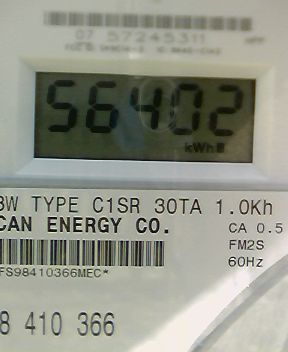 07 57245311
56402
kWh
3W TYPE C1SR 30TA 1.0Kh
CAN ENERGY CO.
CA 0.5
FM2S
60Hz
FS98410366MEC*
8 410 366